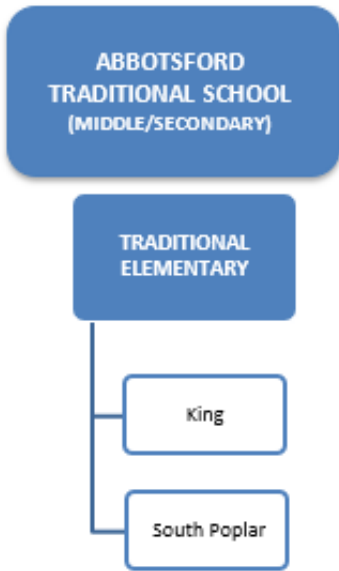 ABBOTSFORD
TRADITIONAL SCHOOL
(MIDDLE/SECONDARY)
TRADITIONAL
ELEMENTARY
King
South Poplar